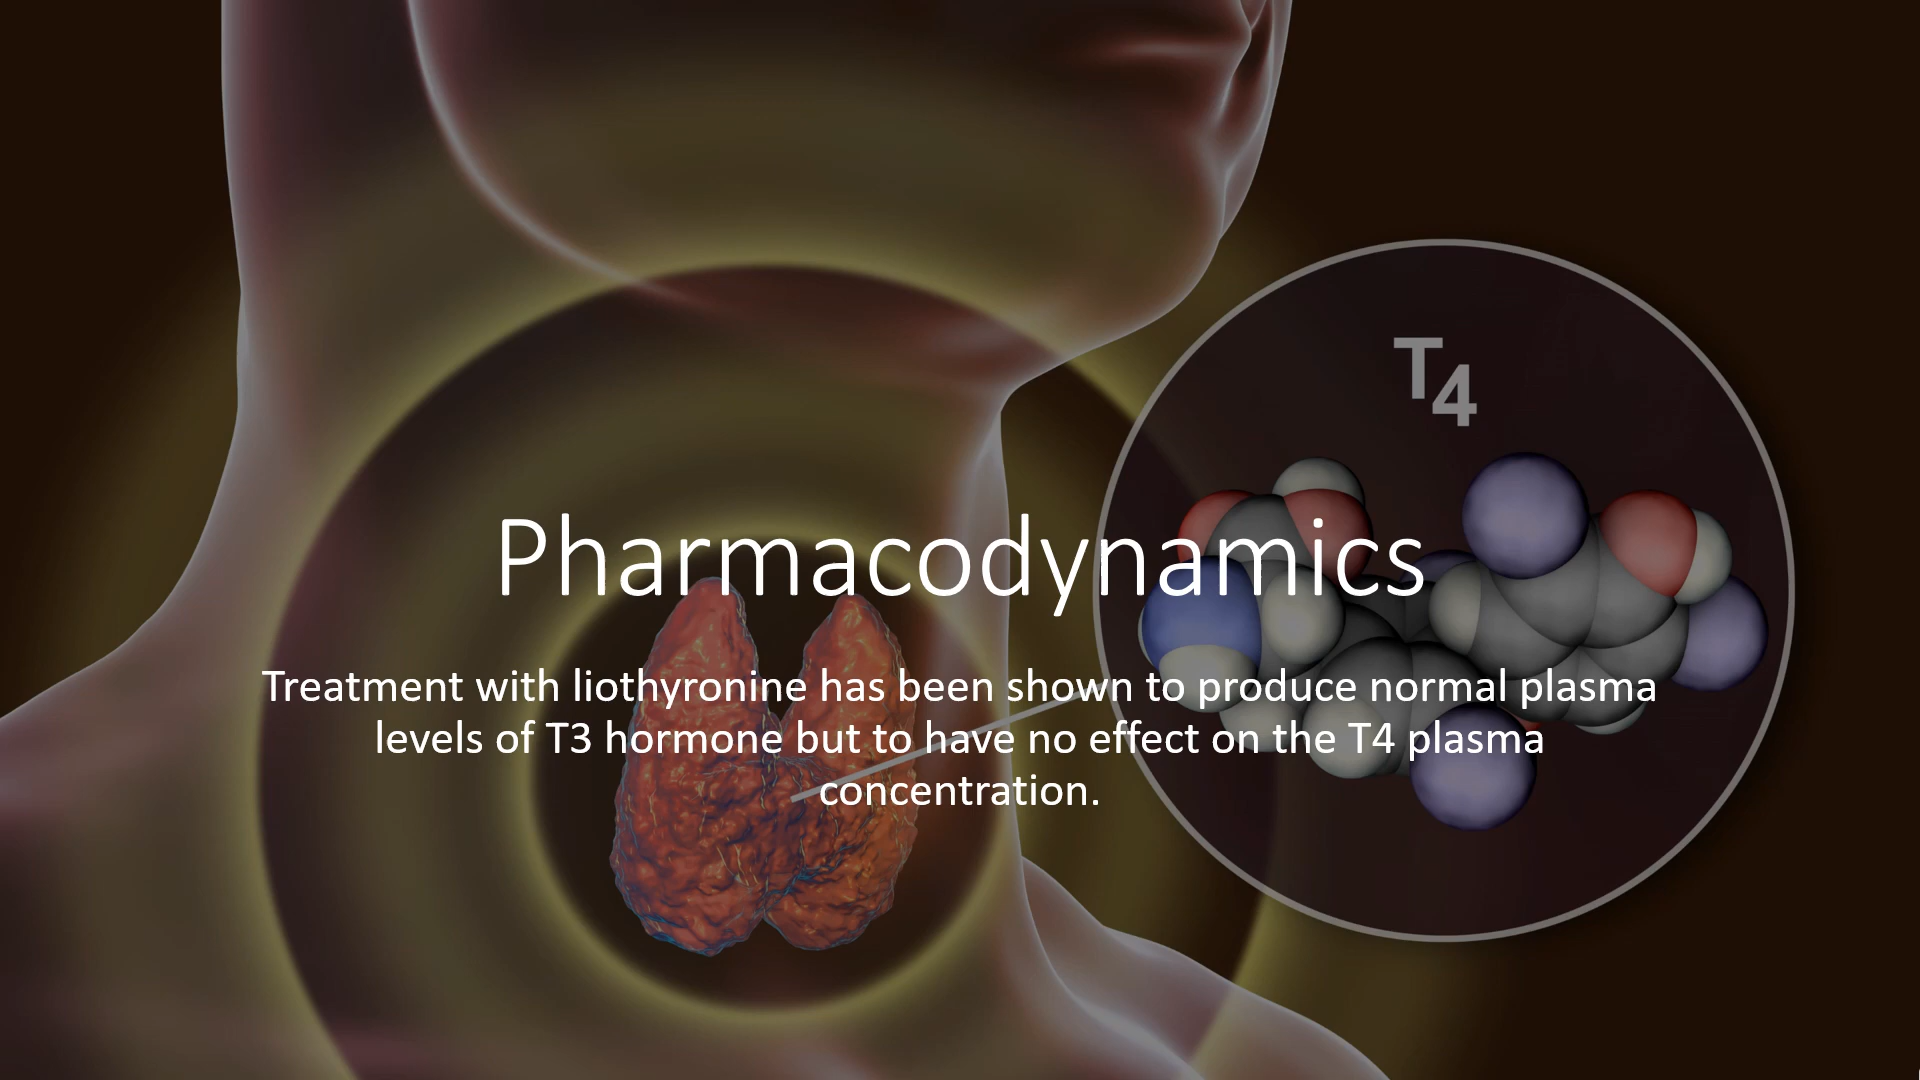 T4
Pharmacodynamics
Treatment with liothyronine has been shown to produce normal plasma
levels of T3 hormone but to have no effect on the T4 plasma
concentration.